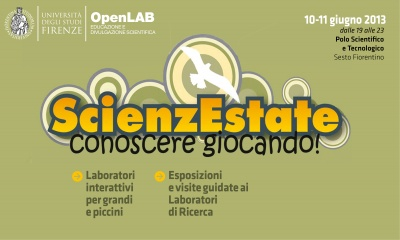 UNIVERSITÀ
DEGLI STUDI
FIRENZE
OpenLAB
EDUCAZIONE E
DIVULGAZIONE SCIENTIFICA
10-11 giugno 2013
dalle 19 alle 23
Polo Scientifico
e Tecnologico
Sesto Fiorentino
ScienzEstate
conoscere giocando!
Laboratori
interattivi
per grandi
e piccini
Esposizioni
e visite guidate ai
Laboratori
di Ricerca